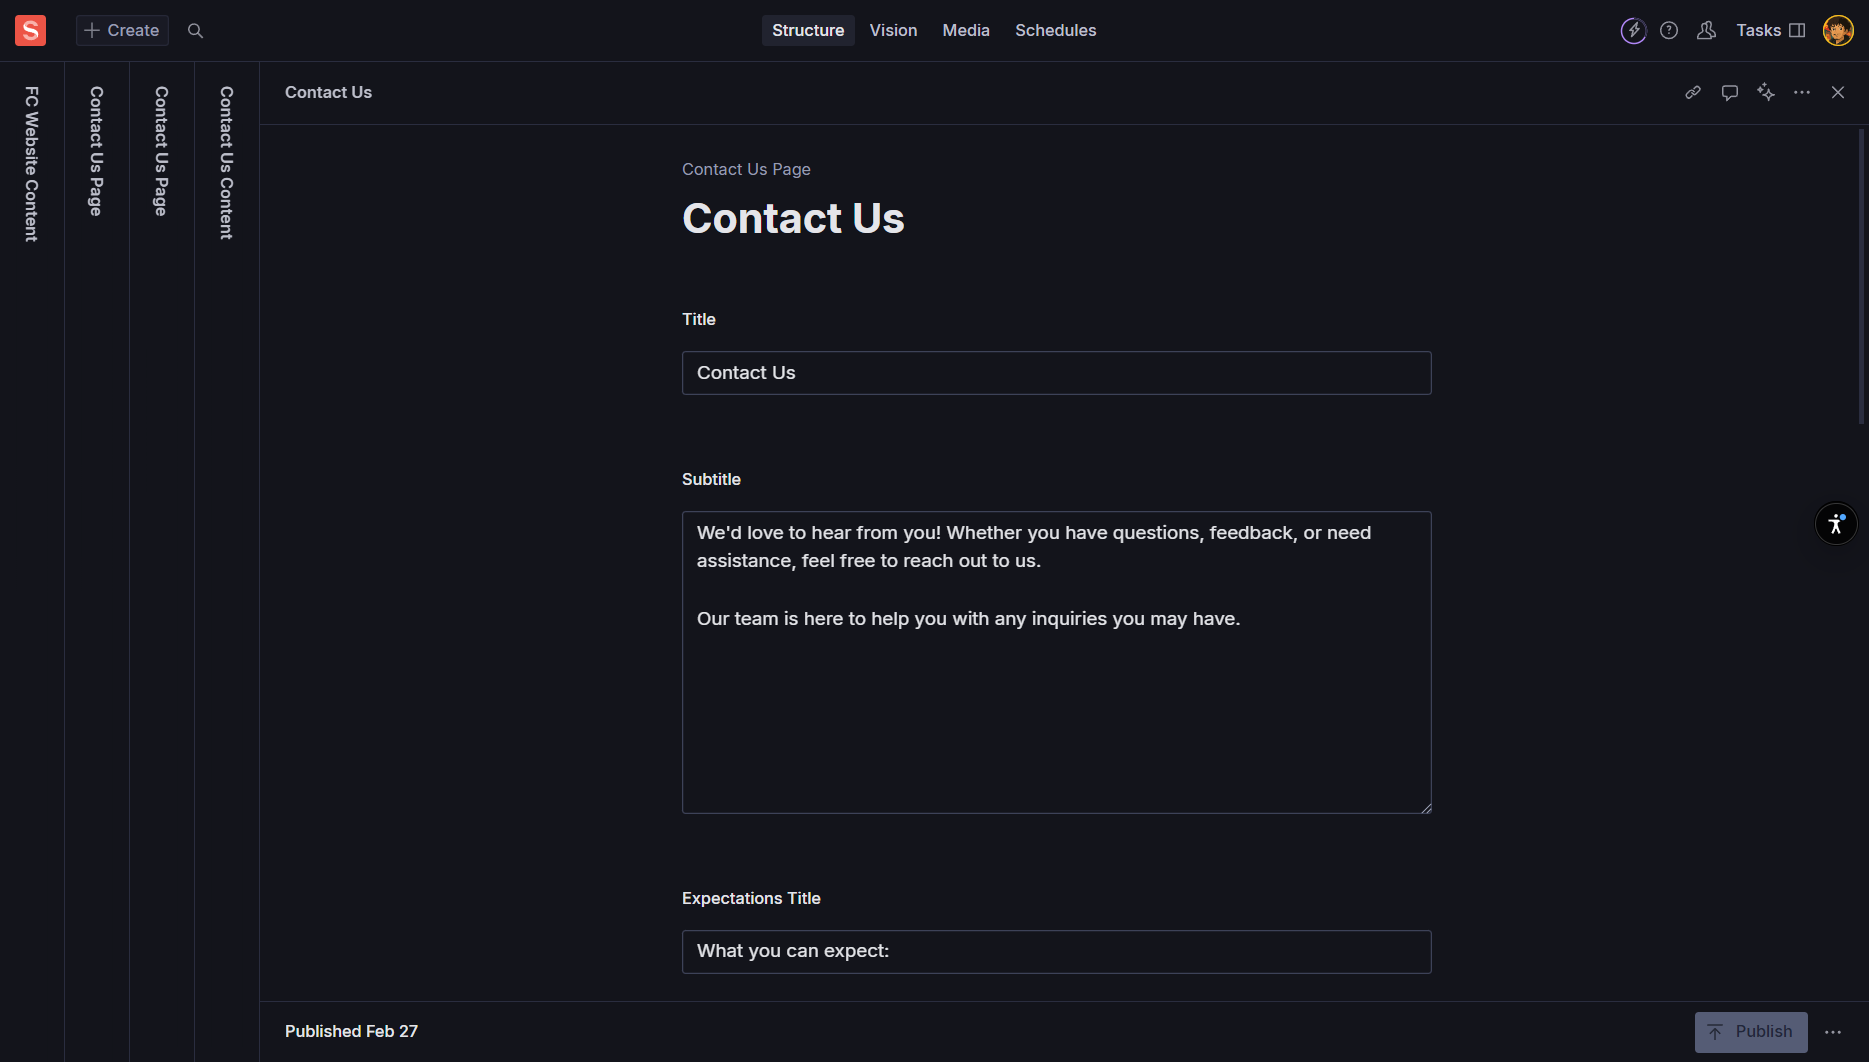 S
Create
Structure
Vision
Media
Schedules
Tasks
FC Website Content
Contact Us Page
Contact Us Page
Contact Us Content
Contact Us
Contact Us Page
Contact Us
Title
Contact Us
Subtitle
We'd love to hear from you! Whether you have questions, feedback, or need
assistance, feel free to reach out to us.
Our team is here to help you with any inquiries you may have.
Expectations Title
What you can expect:
Published Feb 27
Publish